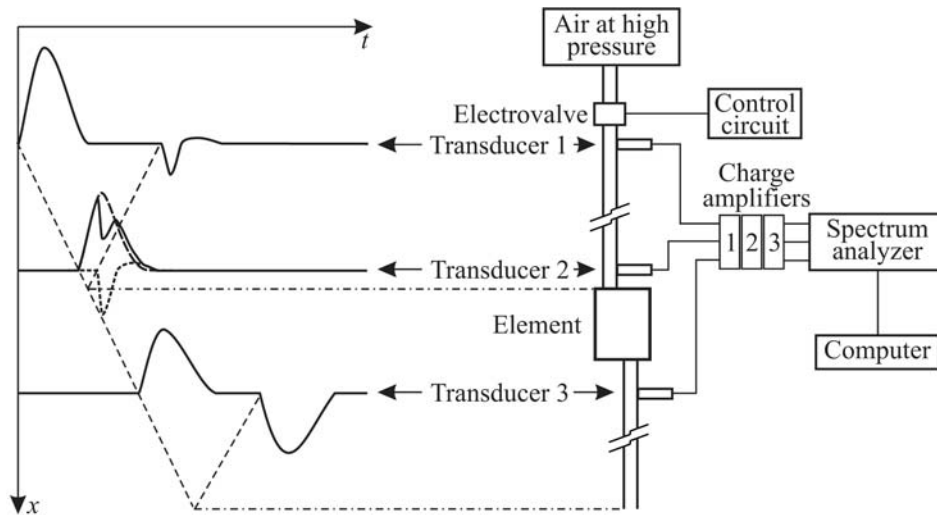 t
Air at high
pressure
Electrovalve
Control
circuit
Transducer 1
Charge
amplifiers
1 2 3
Spectrum
analyzer
Transducer 2
Element
Computer
Transducer 3
x